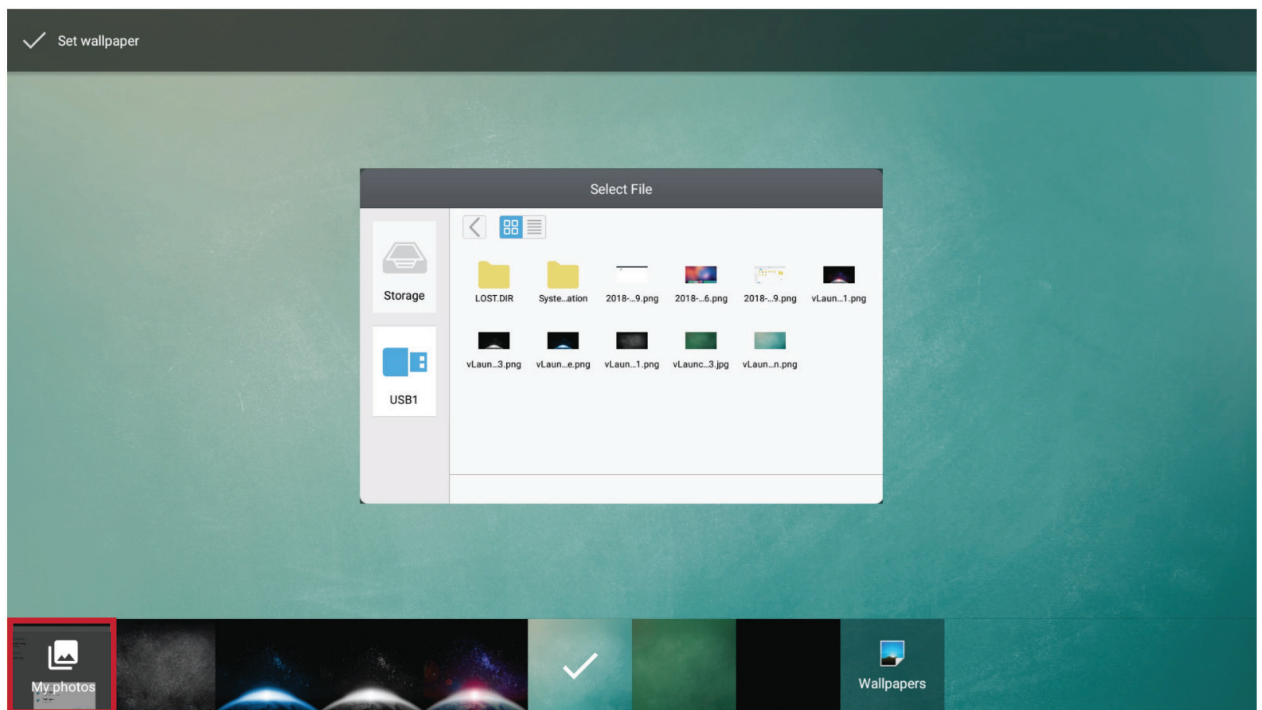 Set wallpaper
Select File
Storage
LOST.DIR Syste...ation 2018-...9.png 2018-...6.png 2018-...9.png vLaun...1.png
vLaun...3.png vLaun...e.png vLaun...1.png vLaunc...3.jpg vLaun...n.png
USB1
My photos
Wallpapers